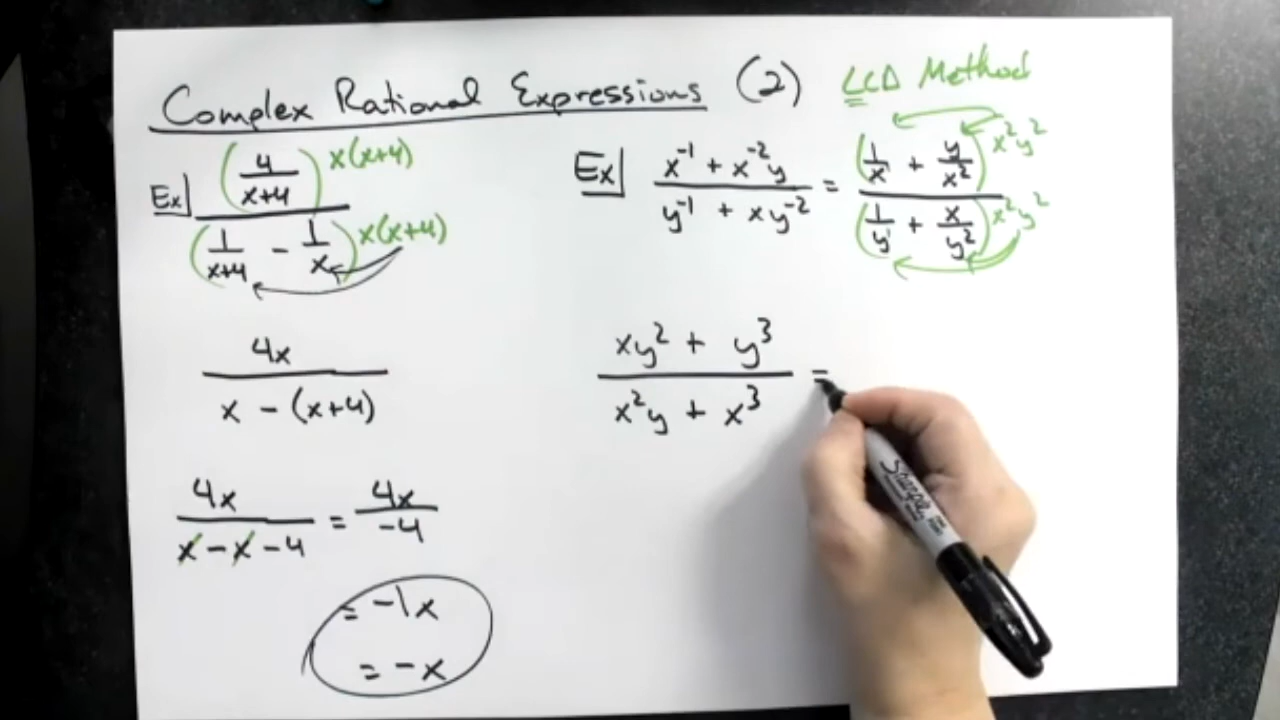 Complex Rational Expressions (2) LCD Method
Ex] (4/(x+4)) x(x+4)
(1/(x+4) - 1/x) x(x+4)
4x
x - (x+4)
4x/(x - x - 4) = 4x/-4
= -1x
= -x
Ex] (x⁻¹ + x⁻²y)/(y⁻¹ + xy⁻²) = (1/x + y/x²) x²y²
(1/y + x/y²) x²y²
xy² + y³ =
x²y + x³
Sharpie